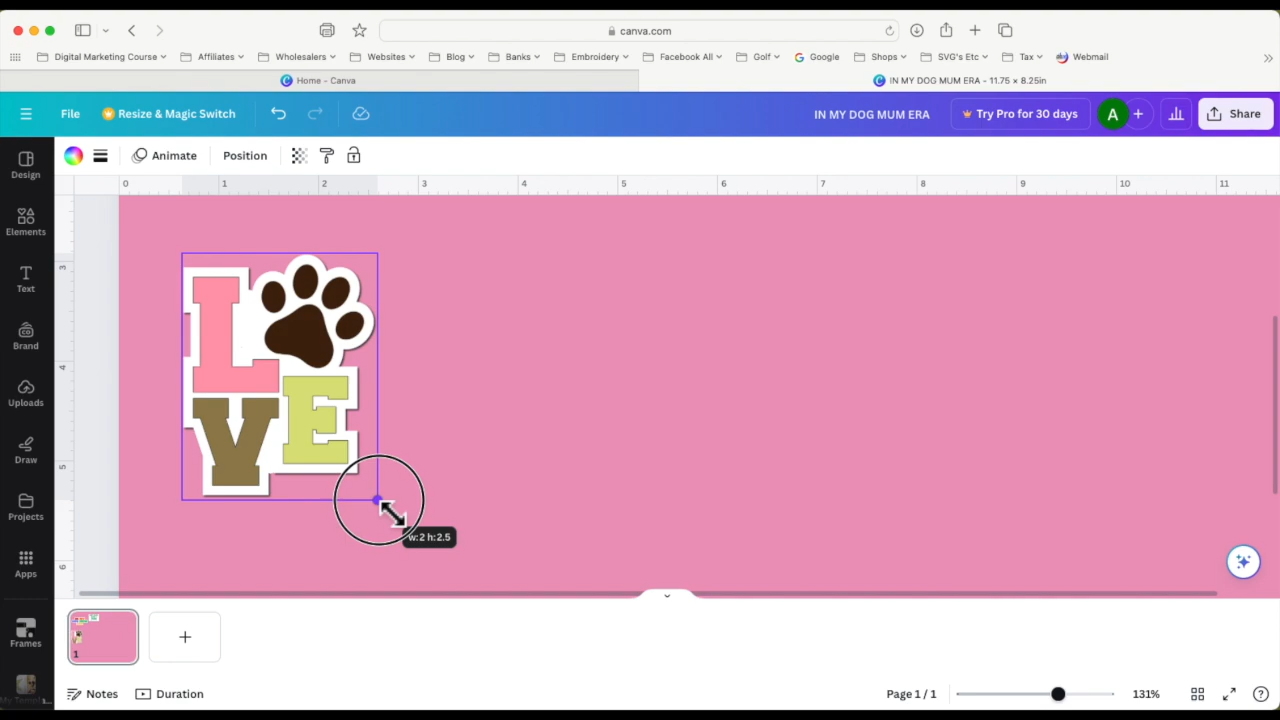 canva.com
Digital Marketing Course
Affiliates
Wholesalers
Websites
Blog
Banks
Embroidery
Facebook All
Golf
Google
Shops
SVG's Etc
Tax
Webmail
Home - Canva
IN MY DOG MUM ERA - 11.75 × 8.25in
File
Resize & Magic Switch
IN MY DOG MUM ERA
Try Pro for 30 days
A
Share
Animate
Position
Design
Elements
Text
Brand
Uploads
Draw
Projects
Apps
Frames
0 1 2 3 4 5 6 7 8 9 10 11
3
4
5
6
L
V E
w:2 h:2.5
1
Notes
Duration
Page 1 / 1
131%